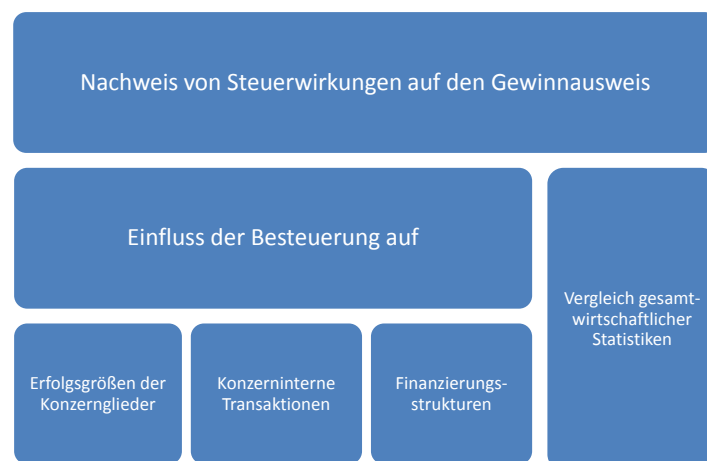 Nachweis von Steuerwirkungen auf den Gewinnausweis
Einfluss der Besteuerung auf
Vergleich gesamt-
wirtschaftlicher
Statistiken
Erfolgsgrößen der
Konzernglieder
Konzerninterne
Transaktionen
Finanzierungs-
strukturen